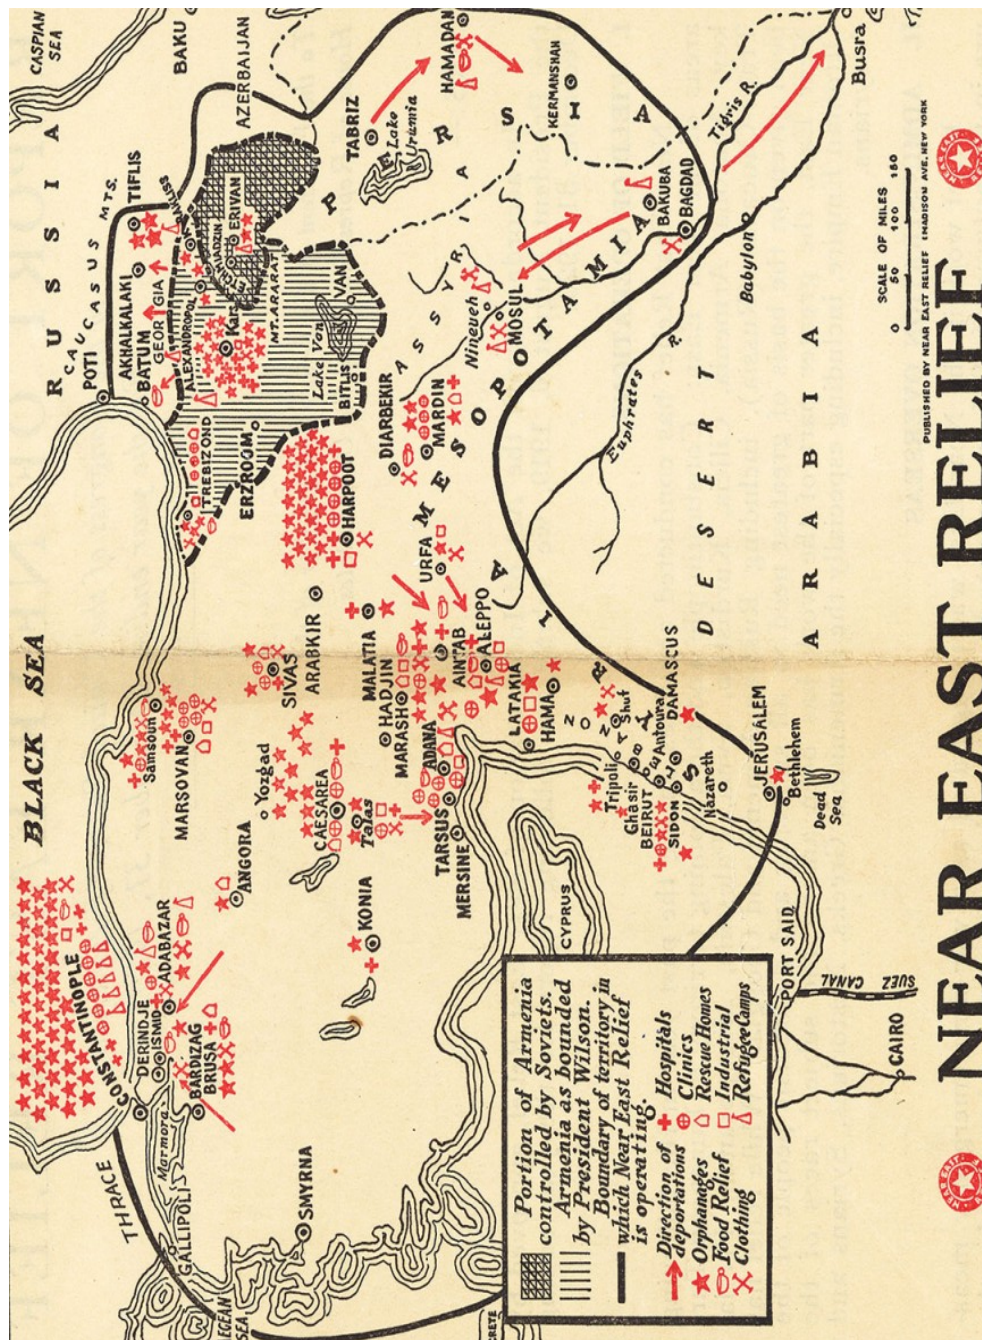 BLACK SEA
RUSSIA
CAUCASUS MTS.
CASPIAN
SEA
BAKU
AZERBAIJAN
POTI
TIFLIS
AKHALKALAKI
BATUM
GEORGIA
ALEXANDROPOL
ERIVAN
Kars
MT. ARARAT
TREBIZOND
ERZROOM
Lake Van
VAN
BITLIS
TABRIZ
Lake
Urumia
PERSIA
HAMADAN
KERMANSHAN
THRACE
CONSTANTINOPLE
DERINDJE
ISMID
ADABAZAR
BARDIZAG
BRUSA
Marmora
GALLIPOLI
SMYRNA
SEA
ANGORA
Samsoum
MARSOVAN
Yozgad
SIVAS
ARABKIR
CAESAREA
Talas
KONIA
HARPOOT
MALATIA
HADJIN
MARASH
ADANA
TARSUS
MERSINE
AINTAB
URFA
ALEPPO
DIARBEKIR
MARDIN
ASSYRIA
Nineveh
MOSUL
MESOPOTAMIA
BAKUBA
BAGDAD
Tigris R.
Babylon
Busra
Euphrates R.
LATAKIA
HAMA
CYPRUS
Tripoli
Ghasir
BEIRUT
SIDON
Antoura
Shuf
DAMASCUS
Nazareth
JERUSALEM
Bethlehem
Dead
Sea
DESERT
ARABIA
PORT SAID
SUEZ CANAL
CAIRO
Portion of Armenia
controlled by Soviets.
Armenia as bounded
by President Wilson.
Boundary of territory in
which Near East Relief
is operating.
Direction of
deportations
Orphanages
Food Relief
Clothing
Hospitals
Clinics
Rescue Homes
Industrial
Refugee Camps
SCALE OF MILES
0 50 100 150
PUBLISHED BY NEAR EAST RELIEF 1 MADISON AVE. NEW YORK
NEAR EAST RELIEF